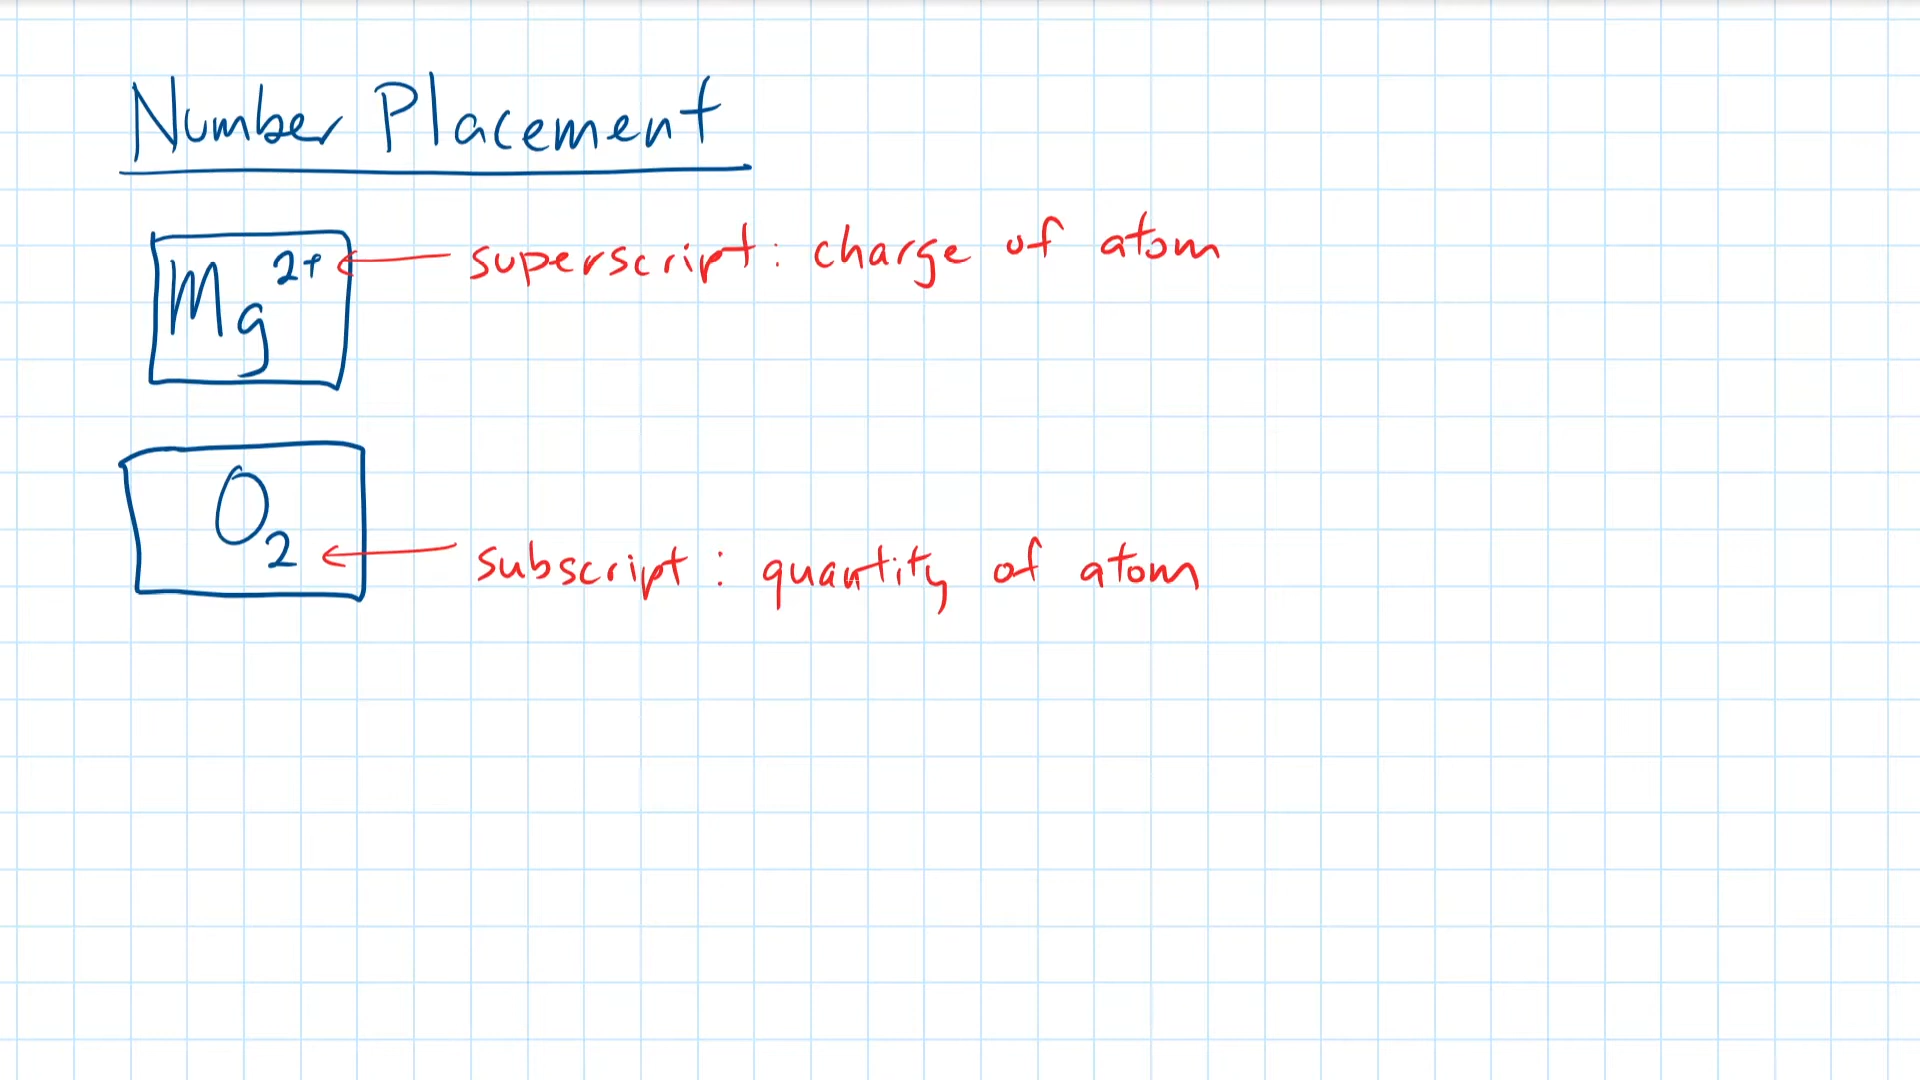 Number Placement
Mg²⁺ superscript: charge of atom
O₂ subscript: quantity of atom